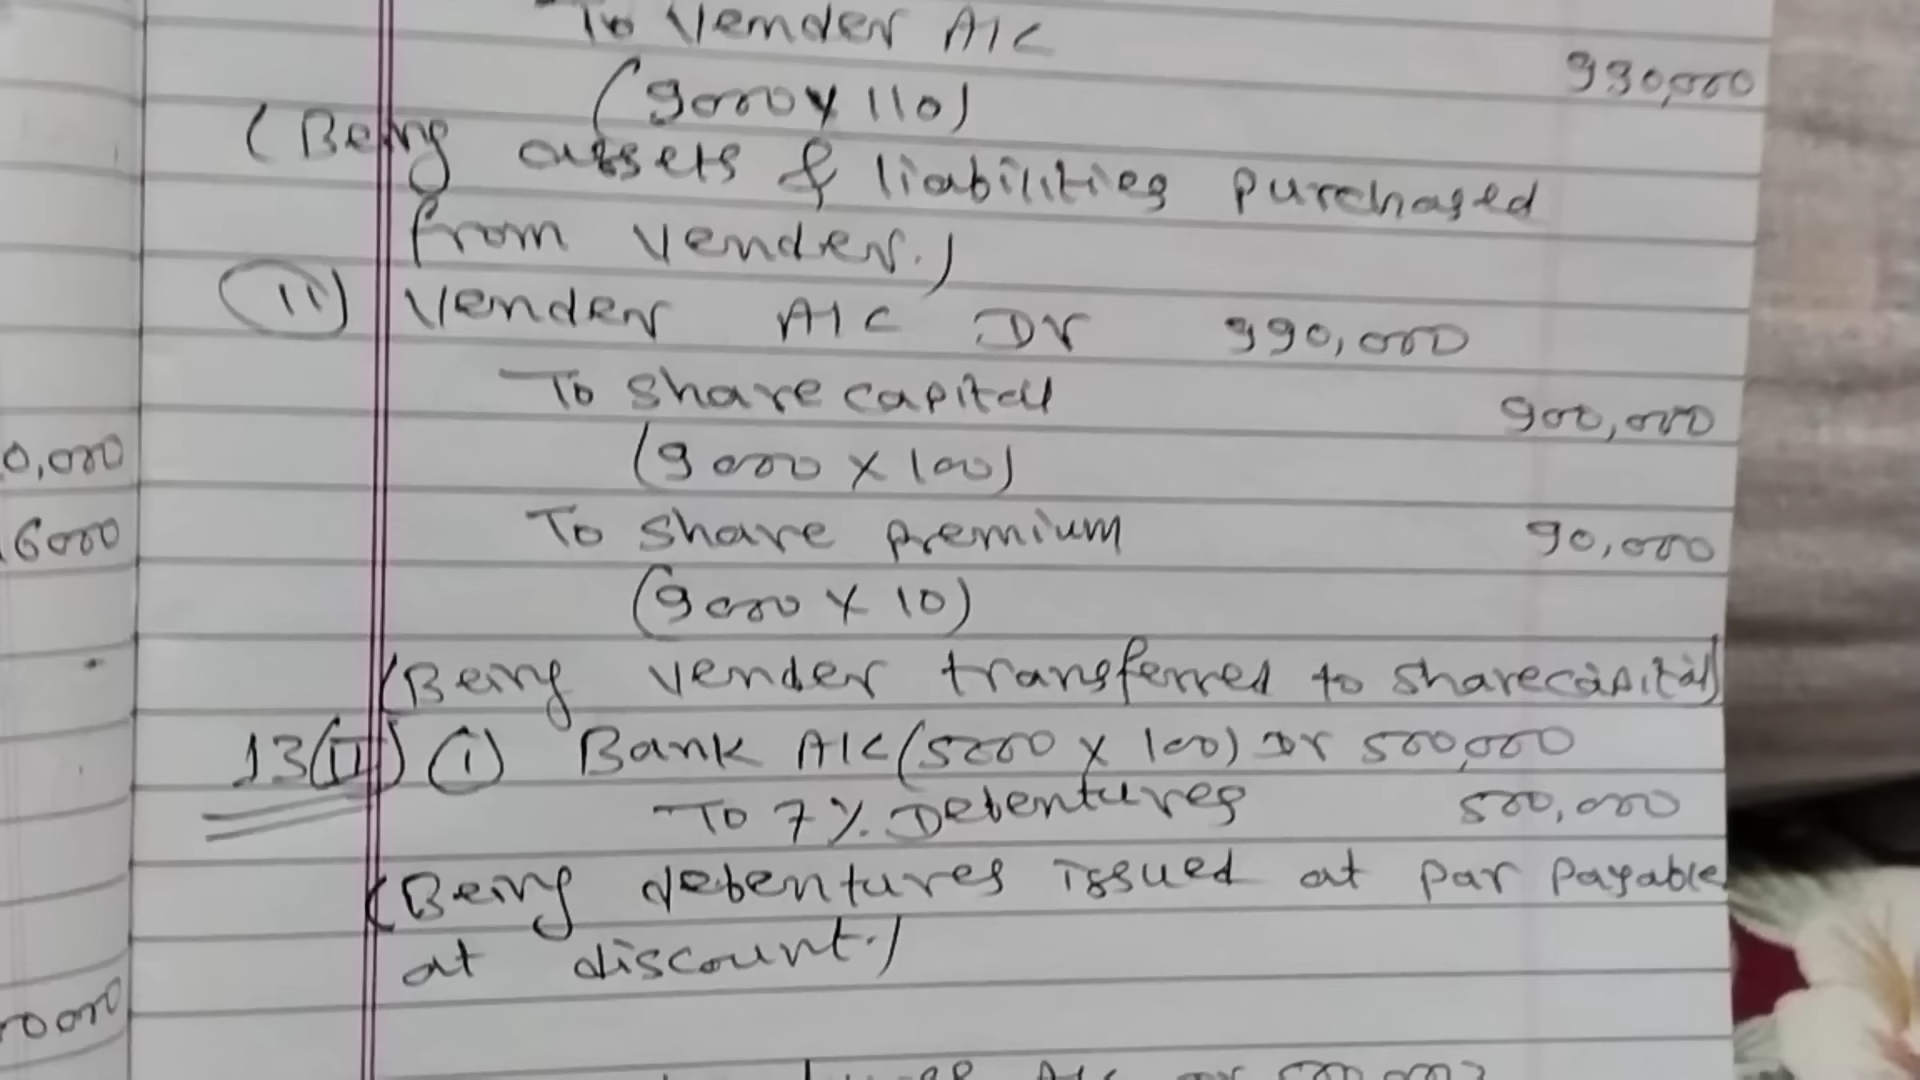 To Vender A/C
990,000
(9000 x 110)
(Being assets & liabilities purchased
from vender.)
(ii) Vender A/C Dr 990,000
To share capital 900,000
0,000
(9000 x 100)
6000
To share premium 90,000
(9000 x 10)
(Being vender transferred to sharecapital)
13(II) (i) Bank A/C (5000 x 100) Dr 500,000
To 7% Debentures 500,000
(Being debentures issued at par payable
at discount.)